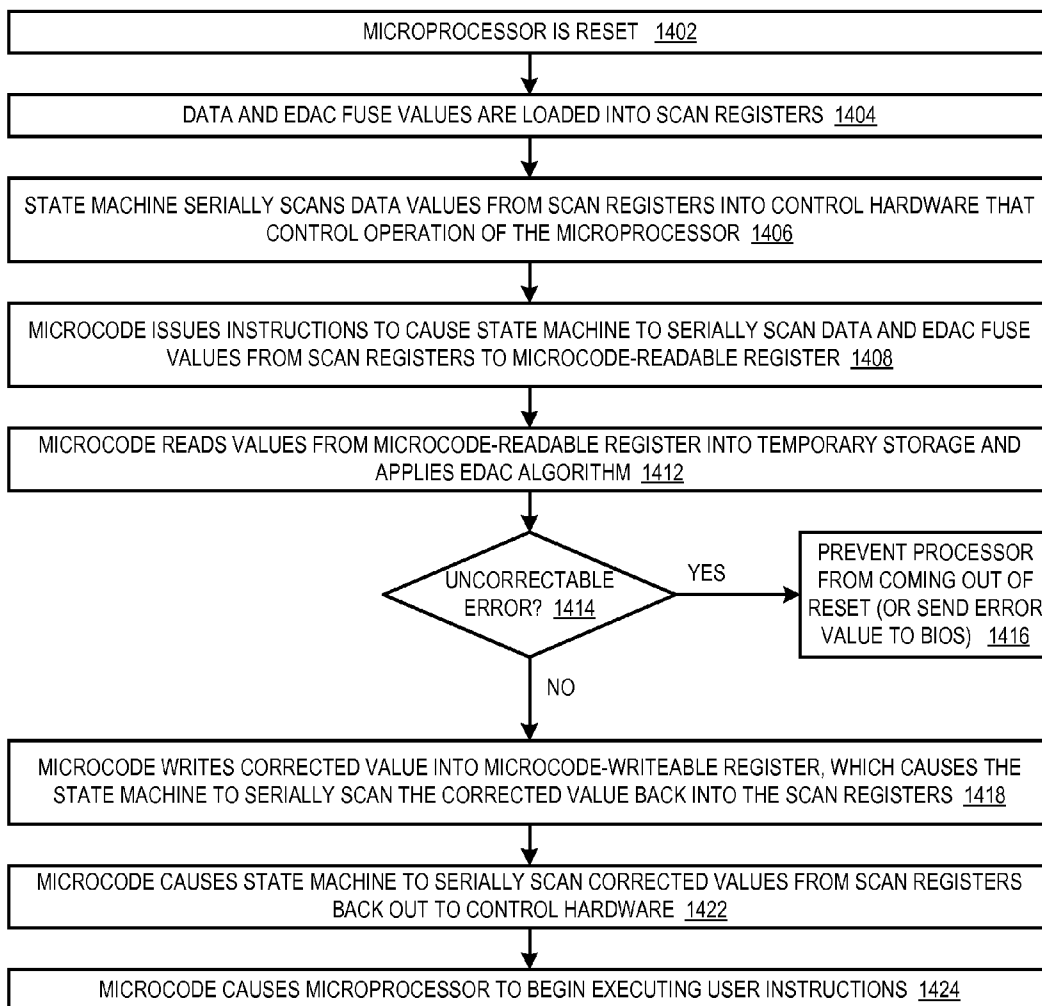 MICROPROCESSOR IS RESET 1402
DATA AND EDAC FUSE VALUES ARE LOADED INTO SCAN REGISTERS 1404
STATE MACHINE SERIALLY SCANS DATA VALUES FROM SCAN REGISTERS INTO CONTROL HARDWARE THAT
CONTROL OPERATION OF THE MICROPROCESSOR 1406
MICROCODE ISSUES INSTRUCTIONS TO CAUSE STATE MACHINE TO SERIALLY SCAN DATA AND EDAC FUSE
VALUES FROM SCAN REGISTERS TO MICROCODE-READABLE REGISTER 1408
MICROCODE READS VALUES FROM MICROCODE-READABLE REGISTER INTO TEMPORARY STORAGE AND
APPLIES EDAC ALGORITHM 1412
UNCORRECTABLE
ERROR? 1414
YES
PREVENT PROCESSOR
FROM COMING OUT OF
RESET (OR SEND ERROR
VALUE TO BIOS) 1416
NO
MICROCODE WRITES CORRECTED VALUE INTO MICROCODE-WRITEABLE REGISTER, WHICH CAUSES THE
STATE MACHINE TO SERIALLY SCAN THE CORRECTED VALUE BACK INTO THE SCAN REGISTERS 1418
MICROCODE CAUSES STATE MACHINE TO SERIALLY SCAN CORRECTED VALUES FROM SCAN REGISTERS
BACK OUT TO CONTROL HARDWARE 1422
MICROCODE CAUSES MICROPROCESSOR TO BEGIN EXECUTING USER INSTRUCTIONS 1424